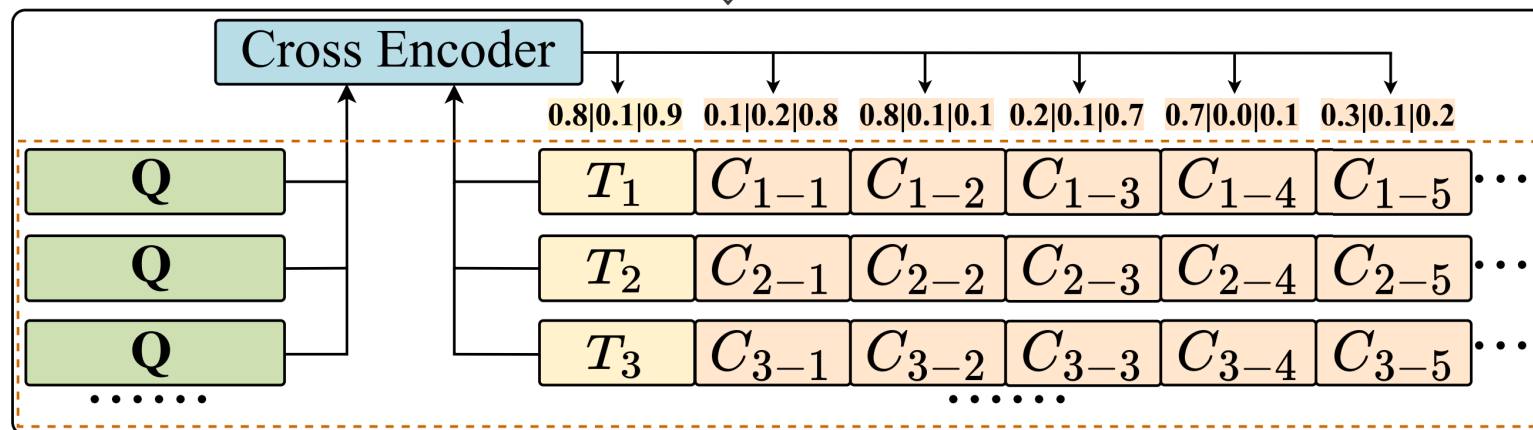 Cross Encoder
0.8|0.1|0.9 0.1|0.2|0.8 0.8|0.1|0.1 0.2|0.1|0.7 0.7|0.0|0.1 0.3|0.1|0.2
Q T₁ C₁₋₁ C₁₋₂ C₁₋₃ C₁₋₄ C₁₋₅ ···
Q T₂ C₂₋₁ C₂₋₂ C₂₋₃ C₂₋₄ C₂₋₅ ···
Q T₃ C₃₋₁ C₃₋₂ C₃₋₃ C₃₋₄ C₃₋₅ ···
······ ······